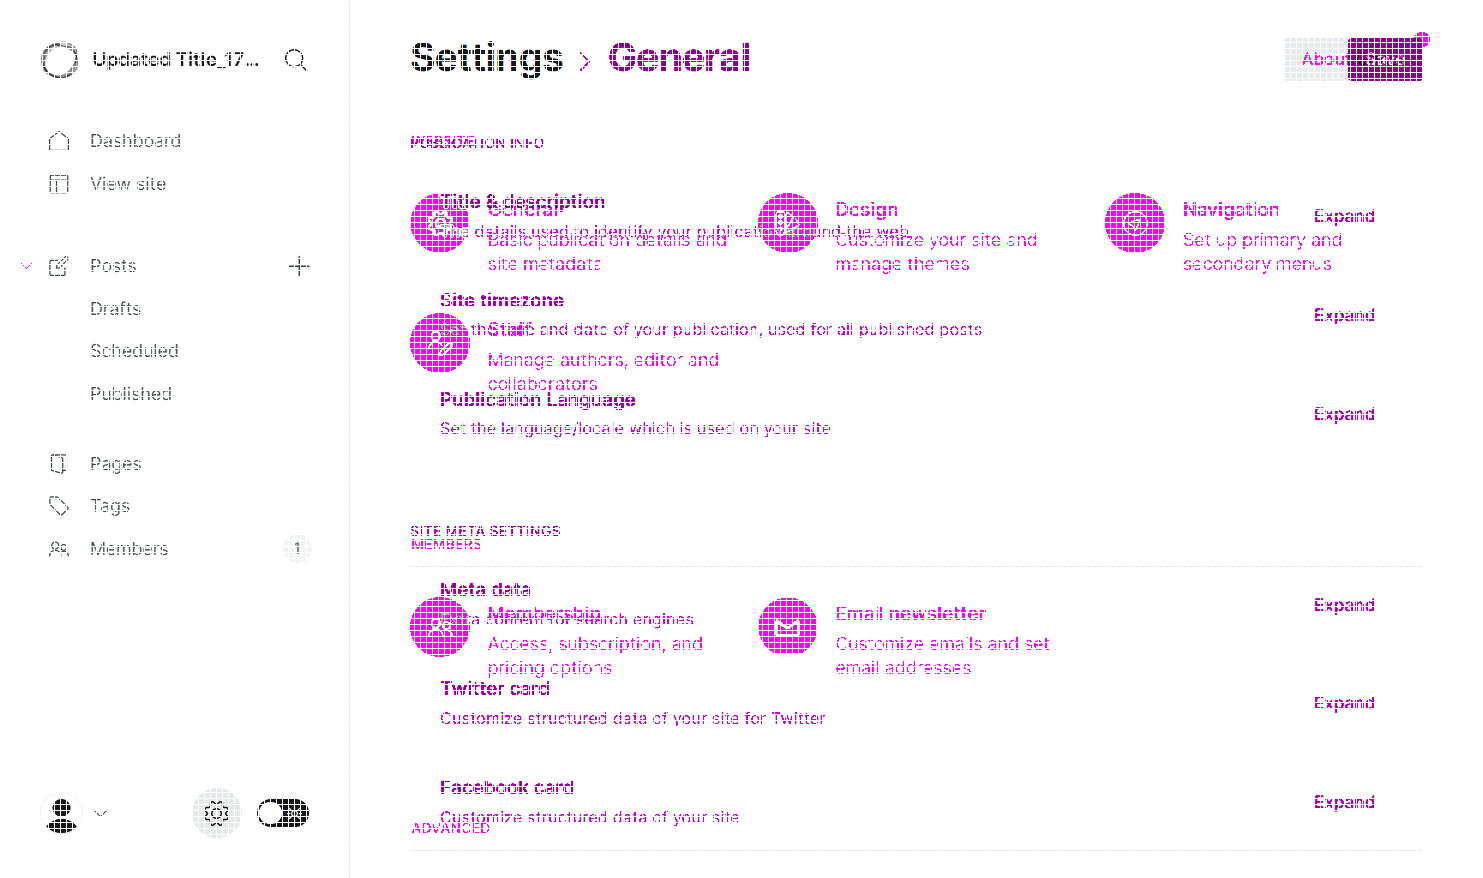 Updated Title_17...
Settings > General
About
Save
Dashboard
View site
Posts
Drafts
Scheduled
Published
Pages
Tags
Members 1
WEBSITE
PUBLICATION INFO
Title & description
General
Design
Navigation
Expand
The details used to identify your publication around the web
Basic publication details and
site metadata
Customize your site and
manage themes
Set up primary and
secondary menus
Site timezone
Expand
Staff
the time and date of your publication, used for all published posts
Manage authors, editor and
collaborators
Publication Language
Expand
Set the language/locale which is used on your site
SITE META SETTINGS
MEMBERS
Meta data
Expand
Membership
Email newsletter
content for search engines
Access, subscription, and
pricing options
Customize emails and set
email addresses
Twitter card
Expand
Customize structured data of your site for Twitter
Facebook card
Expand
Customize structured data of your site
ADVANCED